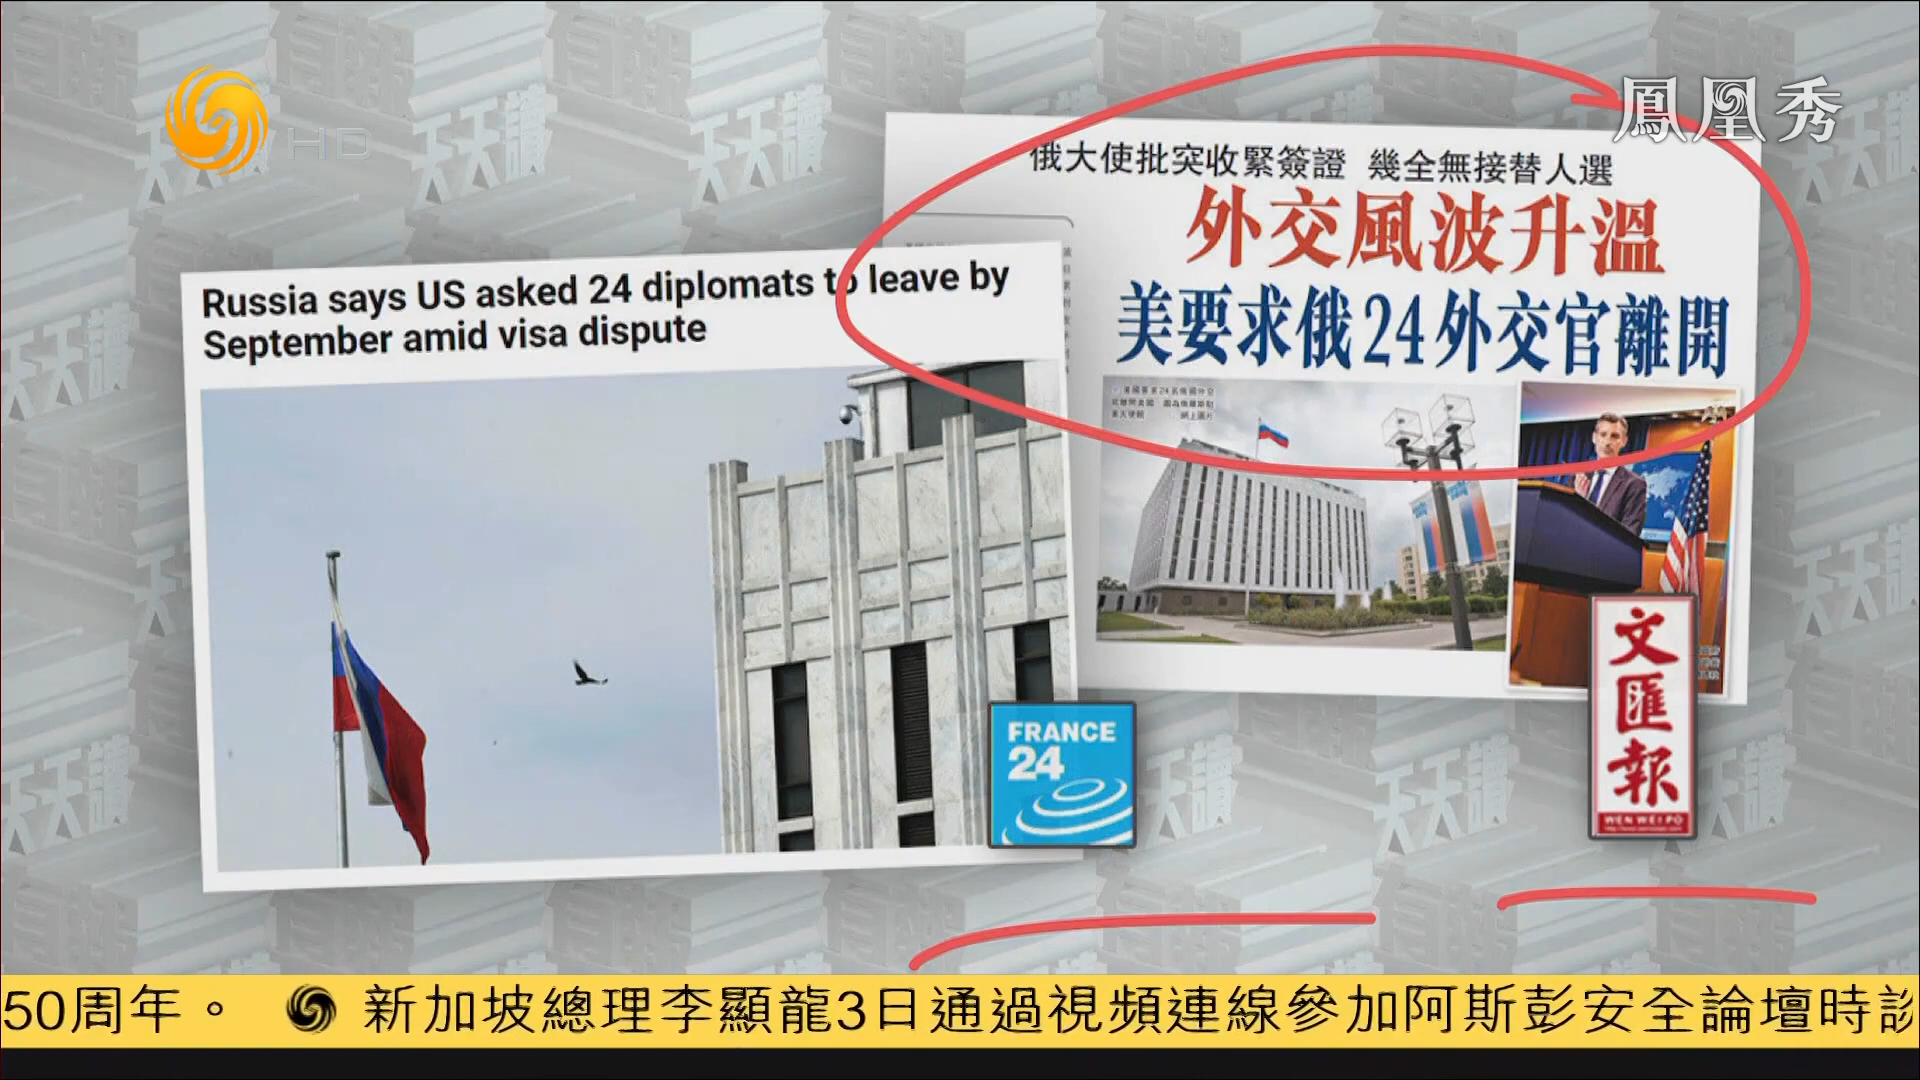 HD
鳳凰秀
俄大使批突收緊簽證 幾全無接替人選
外交風波升溫
美要求俄24外交官離開
Russia says US asked 24 diplomats to leave by
September amid visa dispute
FRANCE
24
文匯報
WEN WEI PO
天天讀
50周年。 新加坡總理李顯龍3日通過視頻連線參加阿斯彭安全論壇時談